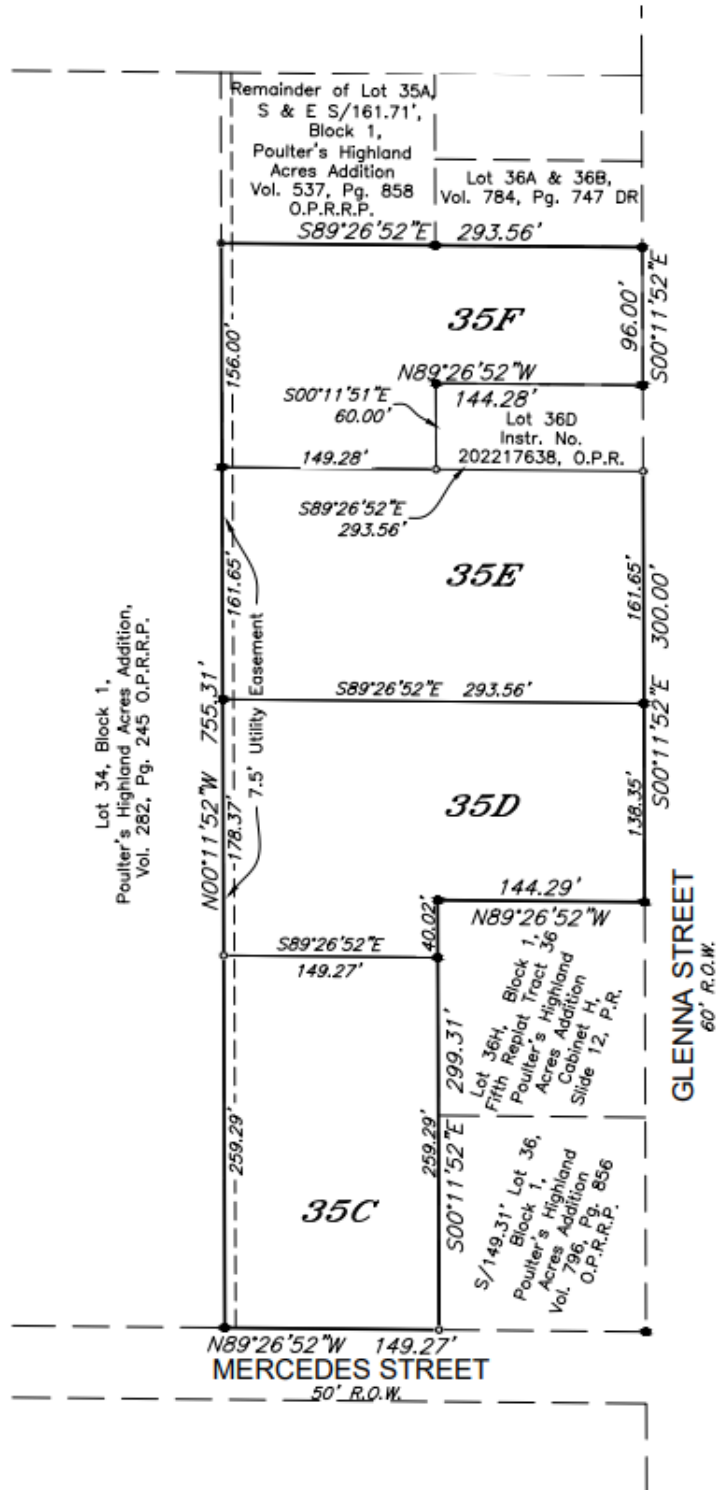 Remainder of Lot 35A,
S & E S/161.71',
Block 1,
Poulter's Highland
Acres Addition
Vol. 537, Pg. 858
O.P.R.R.P.
Lot 36A & 36B,
Vol. 784, Pg. 747 DR
S89°26'52"E 293.56'
35F
156.00'
96.00'
S00°11'52"E
N89°26'52"W
144.28'
S00°11'51"E
60.00'
Lot 36D
Instr. No.
202217638, O.P.R.
149.28'
S89°26'52"E
293.56'
35E
161.65'
161.65'
300.00'
S00°11'52"E
Lot 34, Block 1,
Poulter's Highland Acres Addition,
Vol. 282, Pg. 245 O.P.R.R.P.
N00°11'52"W 755.31'
7.5' Utility Easement
S89°26'52"E 293.56'
35D
178.37'
138.35'
144.29'
N89°26'52"W
40.02'
S89°26'52"E
149.27'
Lot 36H, Block 1,
Fifth Replat Tract 36
Poulter's Highland
Acres Addition
Cabinet H,
Slide 12, P.R.
299.31'
S00°11'52"E
259.29'
259.29'
35C
S/149.31' Lot 36,
Block 1,
Poulter's Highland
Acres Addition
Vol. 796, Pg. 856
O.P.R.R.P.
GLENNA STREET
60' R.O.W.
N89°26'52"W 149.27'
MERCEDES STREET
50' R.O.W.